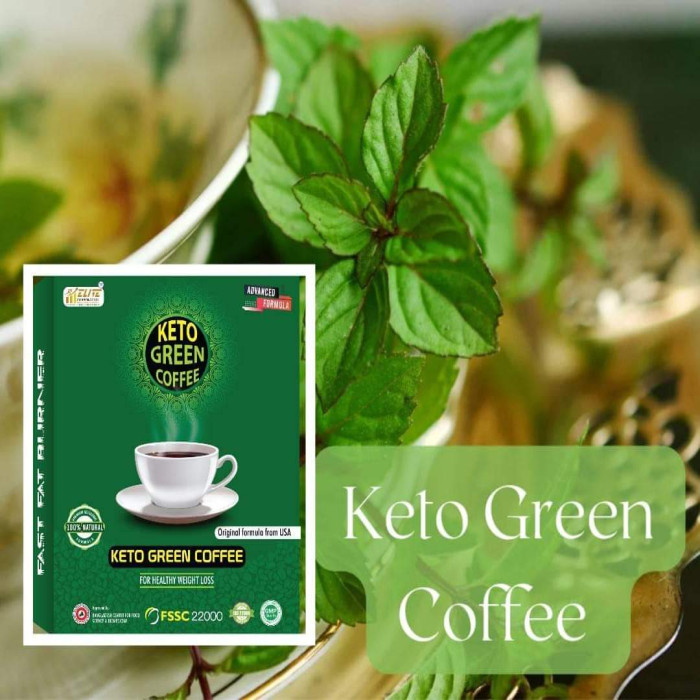 ELITE
ADVANCED
FORMULA
KETO
GREEN
COFFEE
FAST FAT BURNER
100% NATURAL
Original formula from USA
KETO GREEN COFFEE
FOR HEALTHY WEIGHT LOSS
FSSC 22000
GMP
Keto Green
Coffee